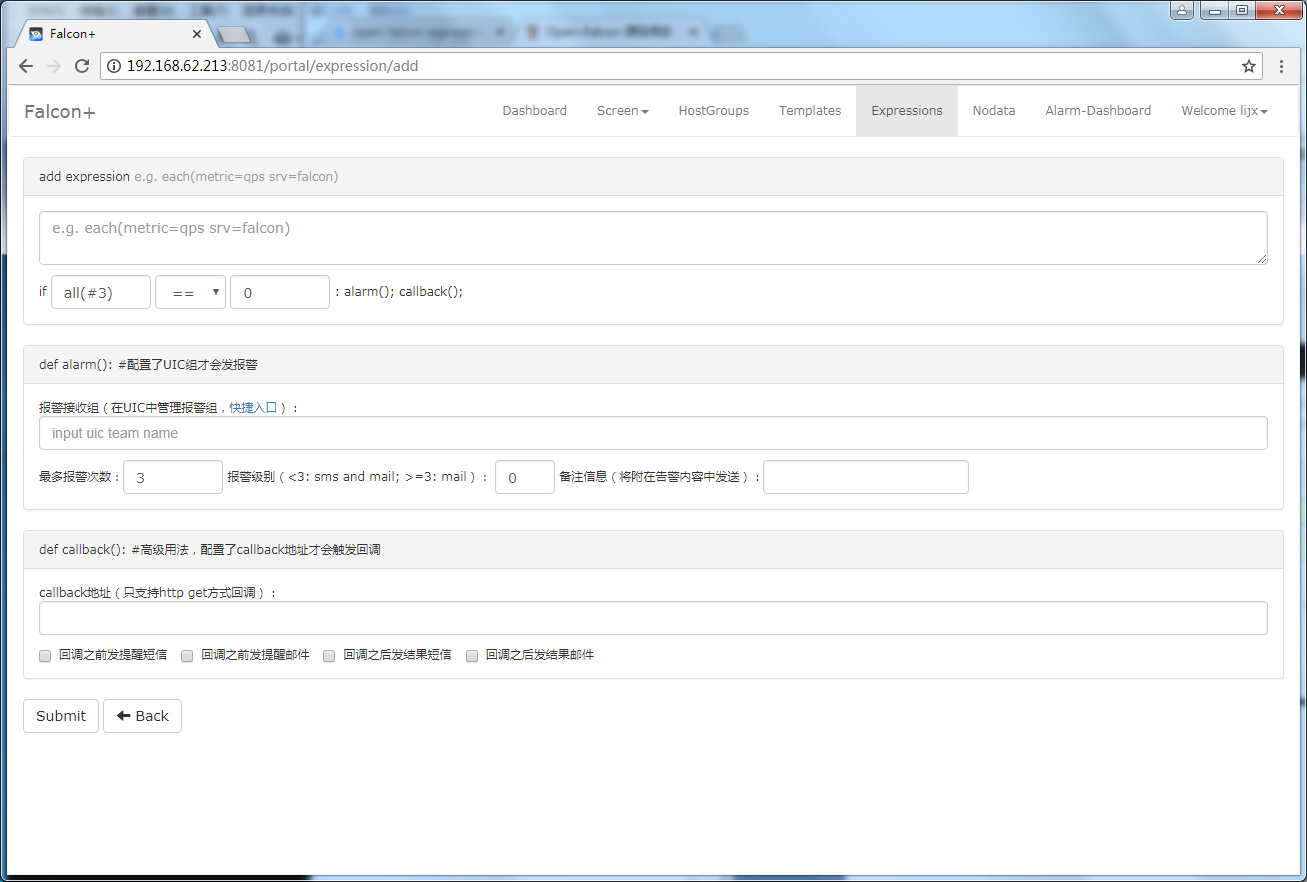 Falcon+
192.168.62.213:8081/portal/expression/add
Falcon+ Dashboard Screen HostGroups Templates Expressions Nodata Alarm-Dashboard Welcome lijx
add expression e.g. each(metric=qps srv=falcon)
e.g. each(metric=qps srv=falcon)
if all(#3) == 0 : alarm(); callback();
def alarm(): #配置了UIC组才会发报警
报警接收组（在UIC中管理报警组，快捷入口）：
input uic team name
最多报警次数： 3 报警级别（<3: sms and mail; >=3: mail）： 0 备注信息（将附在告警内容中发送）：
def callback(): #高级用法，配置了callback地址才会触发回调
callback地址（只支持http get方式回调）：
回调之前发提醒短信 回调之前发提醒邮件 回调之后发结果短信 回调之后发结果邮件
Submit Back